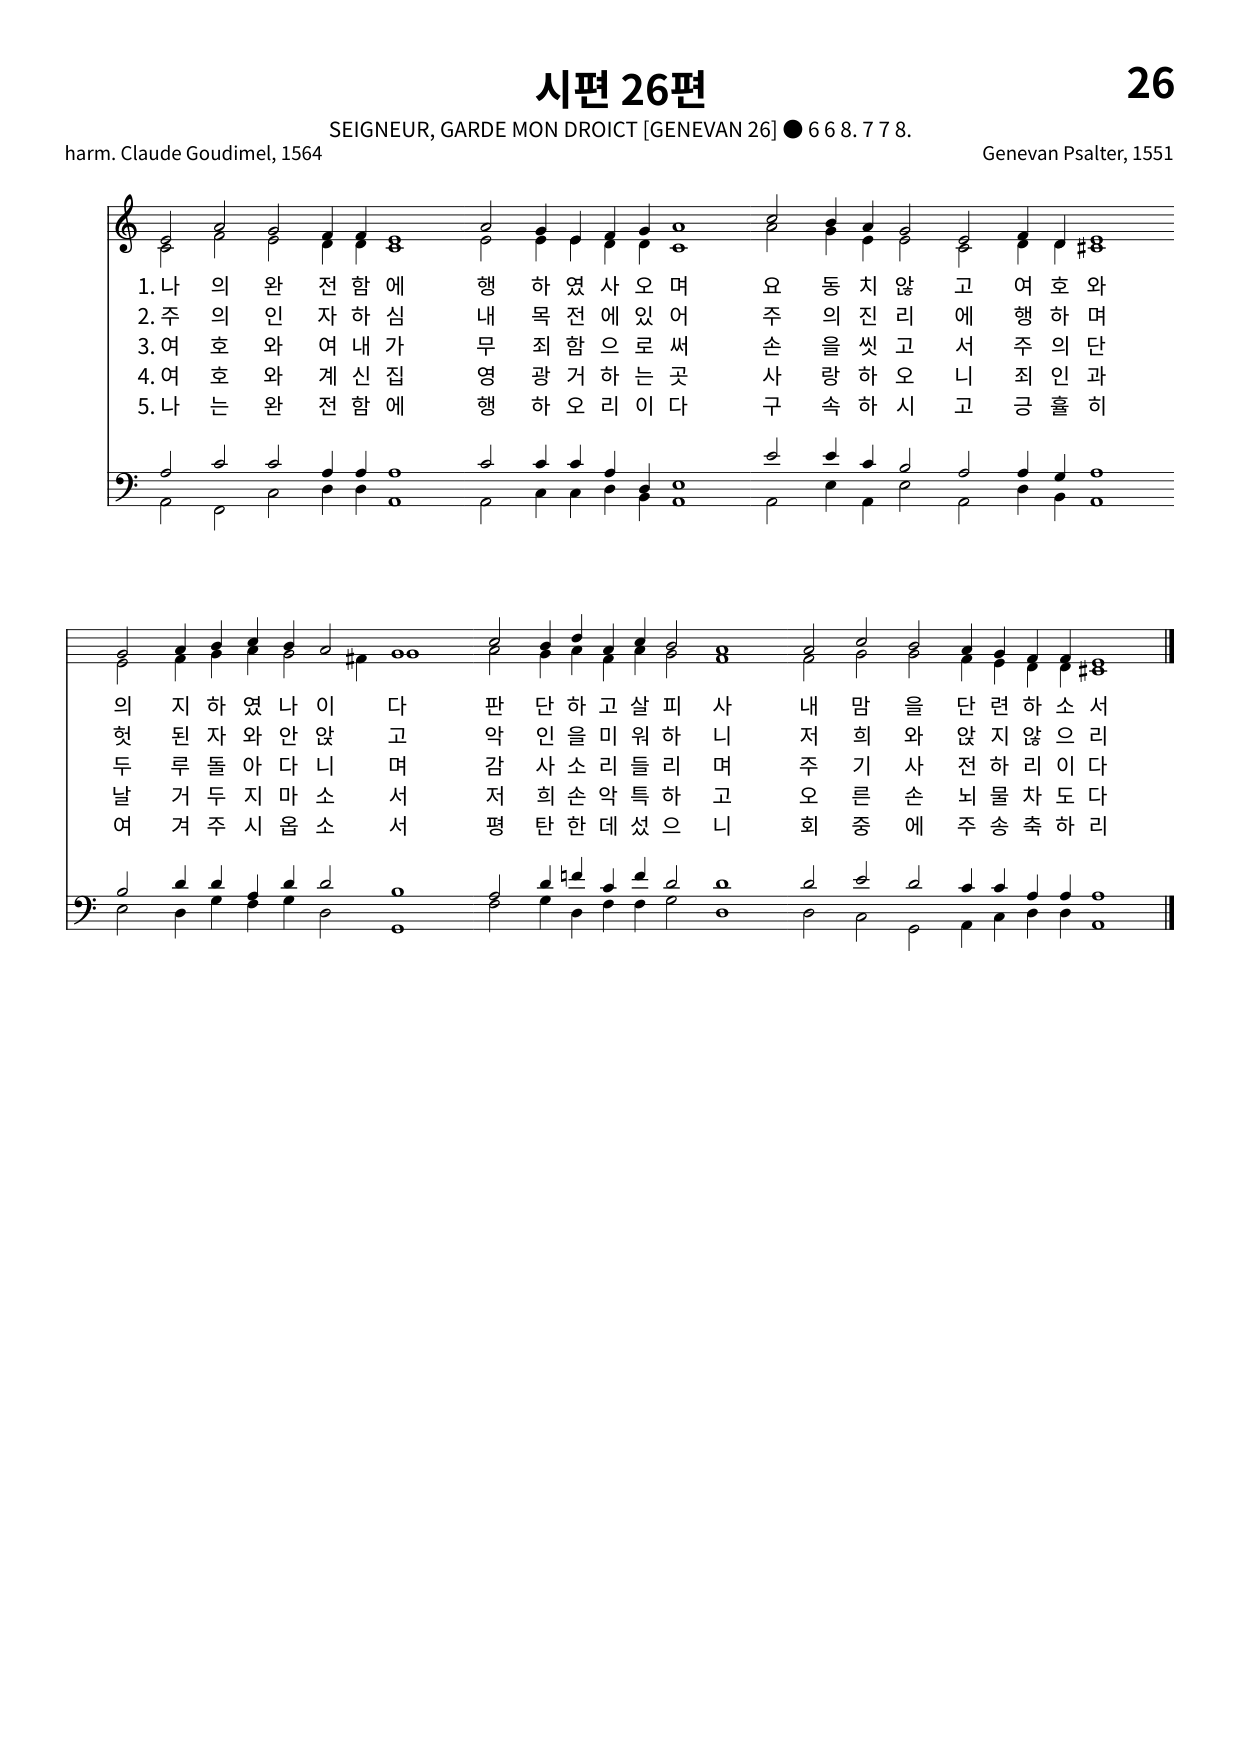 시편 26편
26
SEIGNEUR, GARDE MON DROICT [GENEVAN 26] ● 6 6 8. 7 7 8.
harm. Claude Goudimel, 1564
Genevan Psalter, 1551
1. 나 의 완 전 함 에 행 하 였 사 오 며 요 동 치 않 고 여 호 와
2. 주 의 인 자 하 심 내 목 전 에 있 어 주 의 진 리 에 행 하 며
3. 여 호 와 여 내 가 무 죄 함 으 로 써 손 을 씻 고 서 주 의 단
4. 여 호 와 계 신 집 영 광 거 하 는 곳 사 랑 하 오 니 죄 인 과
5. 나 는 완 전 함 에 행 하 오 리 이 다 구 속 하 시 고 긍 휼 히
의 지 하 였 나 이 다 판 단 하 고 살 피 사 내 맘 을 단 련 하 소 서
헛 된 자 와 안 앉 고 악 인 을 미 워 하 니 저 희 와 앉 지 않 으 리
두 루 돌 아 다 니 며 감 사 소 리 들 리 며 주 기 사 전 하 리 이 다
날 거 두 지 마 소 서 저 희 손 악 특 하 고 오 른 손 뇌 물 차 도 다
여 겨 주 시 옵 소 서 평 탄 한 데 섰 으 니 회 중 에 주 송 축 하 리